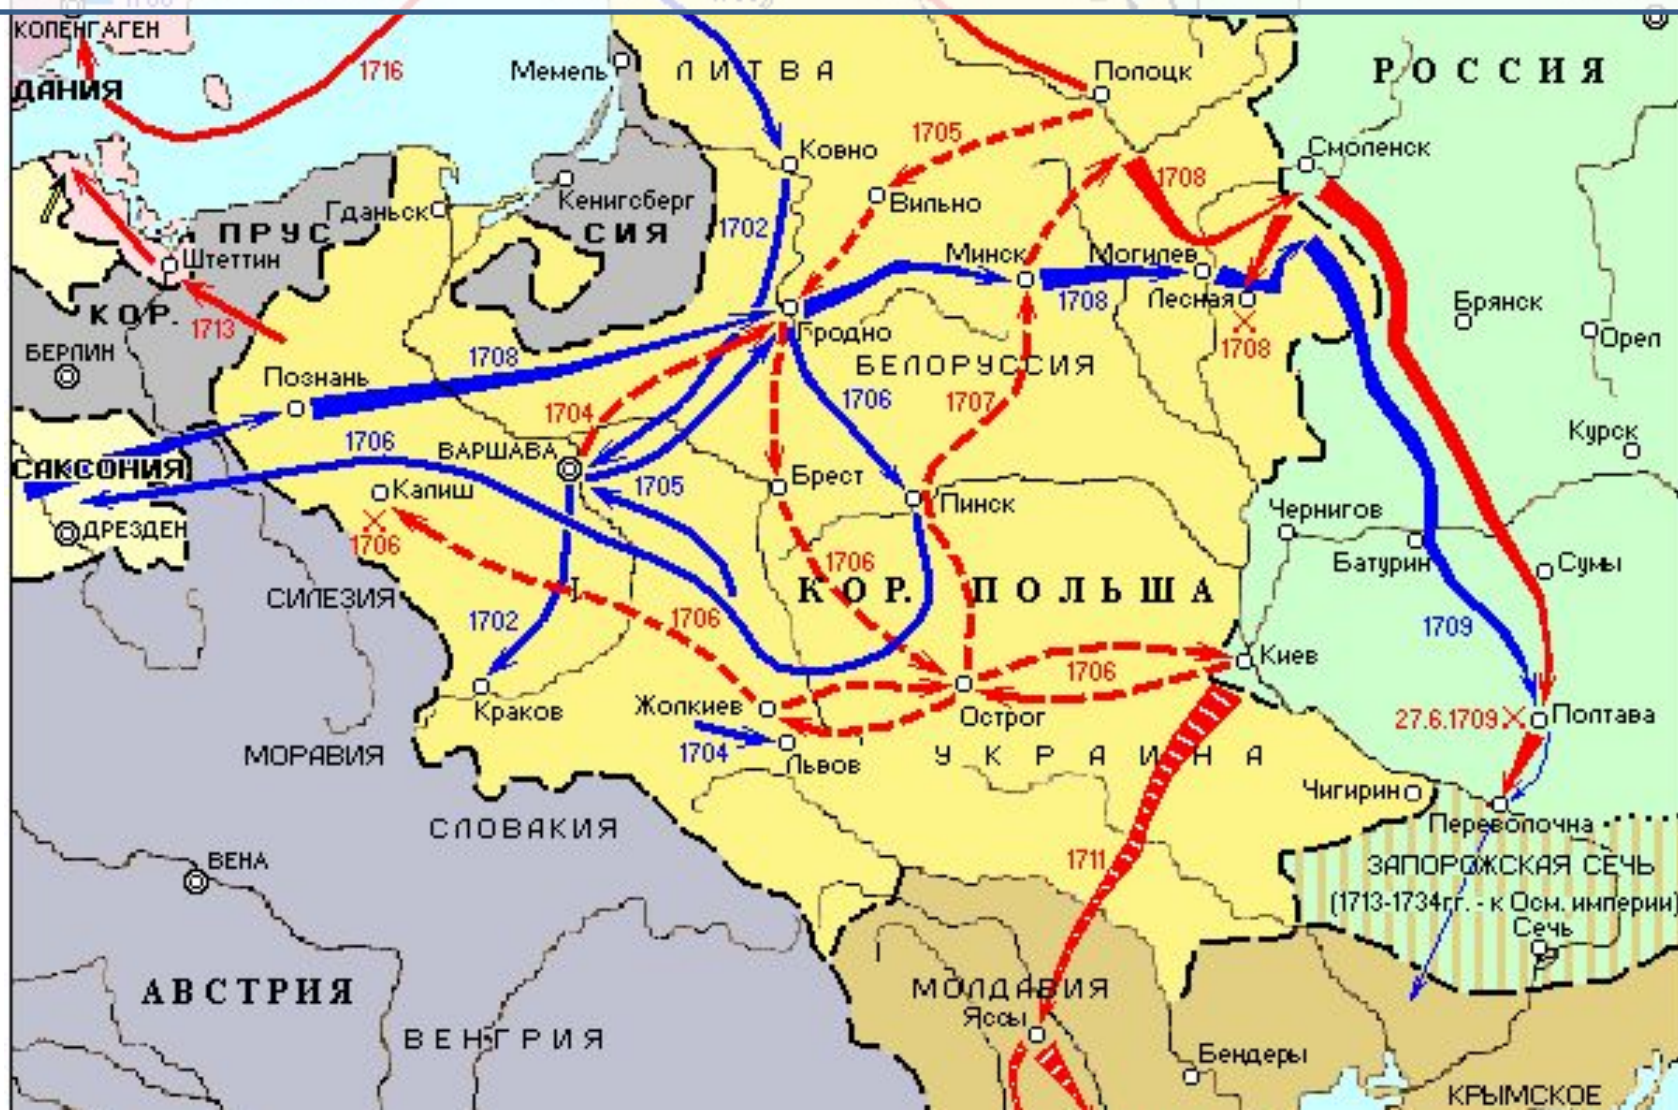 КОПЕНГАГЕН
1716
Мемель
ЛИТВА
Полоцк
РОССИЯ
ДАНИЯ
1705
Ковно
Смоленск
1708
Кенигсберг
Вильно
Гданьск
ПРУС
СИЯ
1702
Минск
Могилев
Штеттин
1708
Лесная
Брянск
КОР.
1713
Гродно
Орел
БЕРЛИН
1708
БЕЛОРУССИЯ
1708
Познань
1704
1706
1707
1706
ВАРШАВА
Курск
САКСОНИЯ
Калиш
1705
Брест
Пинск
Чернигов
ДРЕЗДЕН
1706
1706
Батурин
Сумы
СИЛЕЗИЯ
КОР. ПОЛЬША
1702
1706
1709
Киев
1706
Краков
Жолкиев
Острог
27.6.1709
Полтава
МОРАВИЯ
1704
Львов
УКРАИНА
Чигирин
СЛОВАКИЯ
Переволочна
ВЕНА
1711
ЗАПОРОЖСКАЯ СЕЧЬ
(1713-1734гг. - к Осм. империи)
Сечь
АВСТРИЯ
МОЛДАВИЯ
Яссы
ВЕНГРИЯ
Бендеры
КРЫМСКОЕ